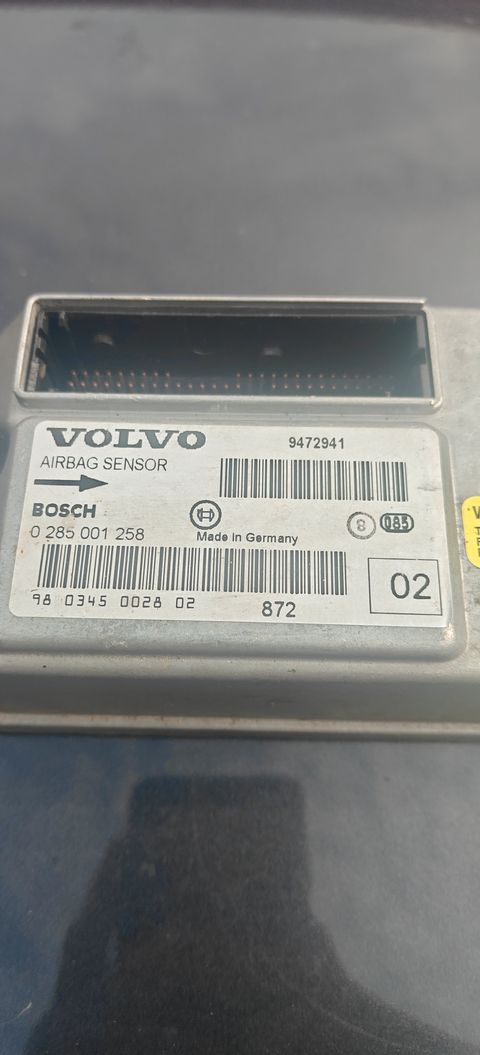 VOLVO
9472941
AIRBAG SENSOR
BOSCH
0 285 001 258
Made in Germany
8
085
98 0345 0028 02
872
02